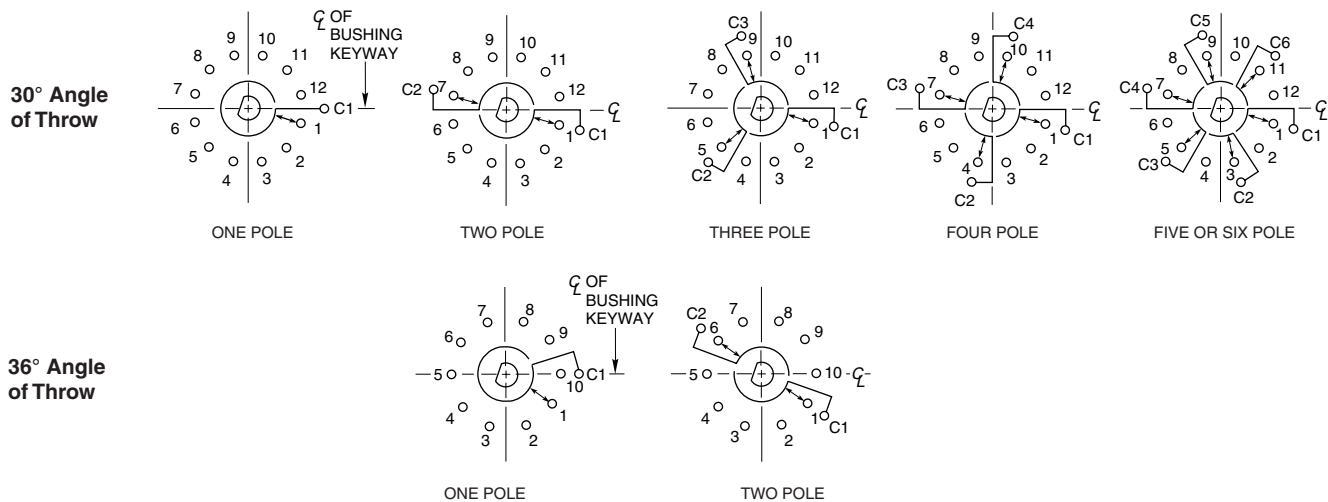 30° Angle
of Throw
℄ OF
BUSHING
KEYWAY
9 10
8 11
7 12
C1
6 1
5 2
4 3
ONE POLE
9 10
8 11
C2 7 12
℄
6 1 C1
5 2
4 3
TWO POLE
C3
9 10
8 11
7 12
℄
6 1 C1
5 2
C2 4 3
THREE POLE
C4
9 10
8 11
C3 7 12
℄
6 1 C1
5 2
4 3
C2
FOUR POLE
C5
9 10 C6
8 11
C4 7 12
℄
6 1 C1
5 2
C3 4 3
C2
FIVE OR SIX POLE
36° Angle
of Throw
℄ OF
BUSHING
KEYWAY
7 8
6 9
5 10 C1
4 1
3 2
ONE POLE
7 8
C2 6 9
5 10 ℄
4 1 C1
3 2
TWO POLE